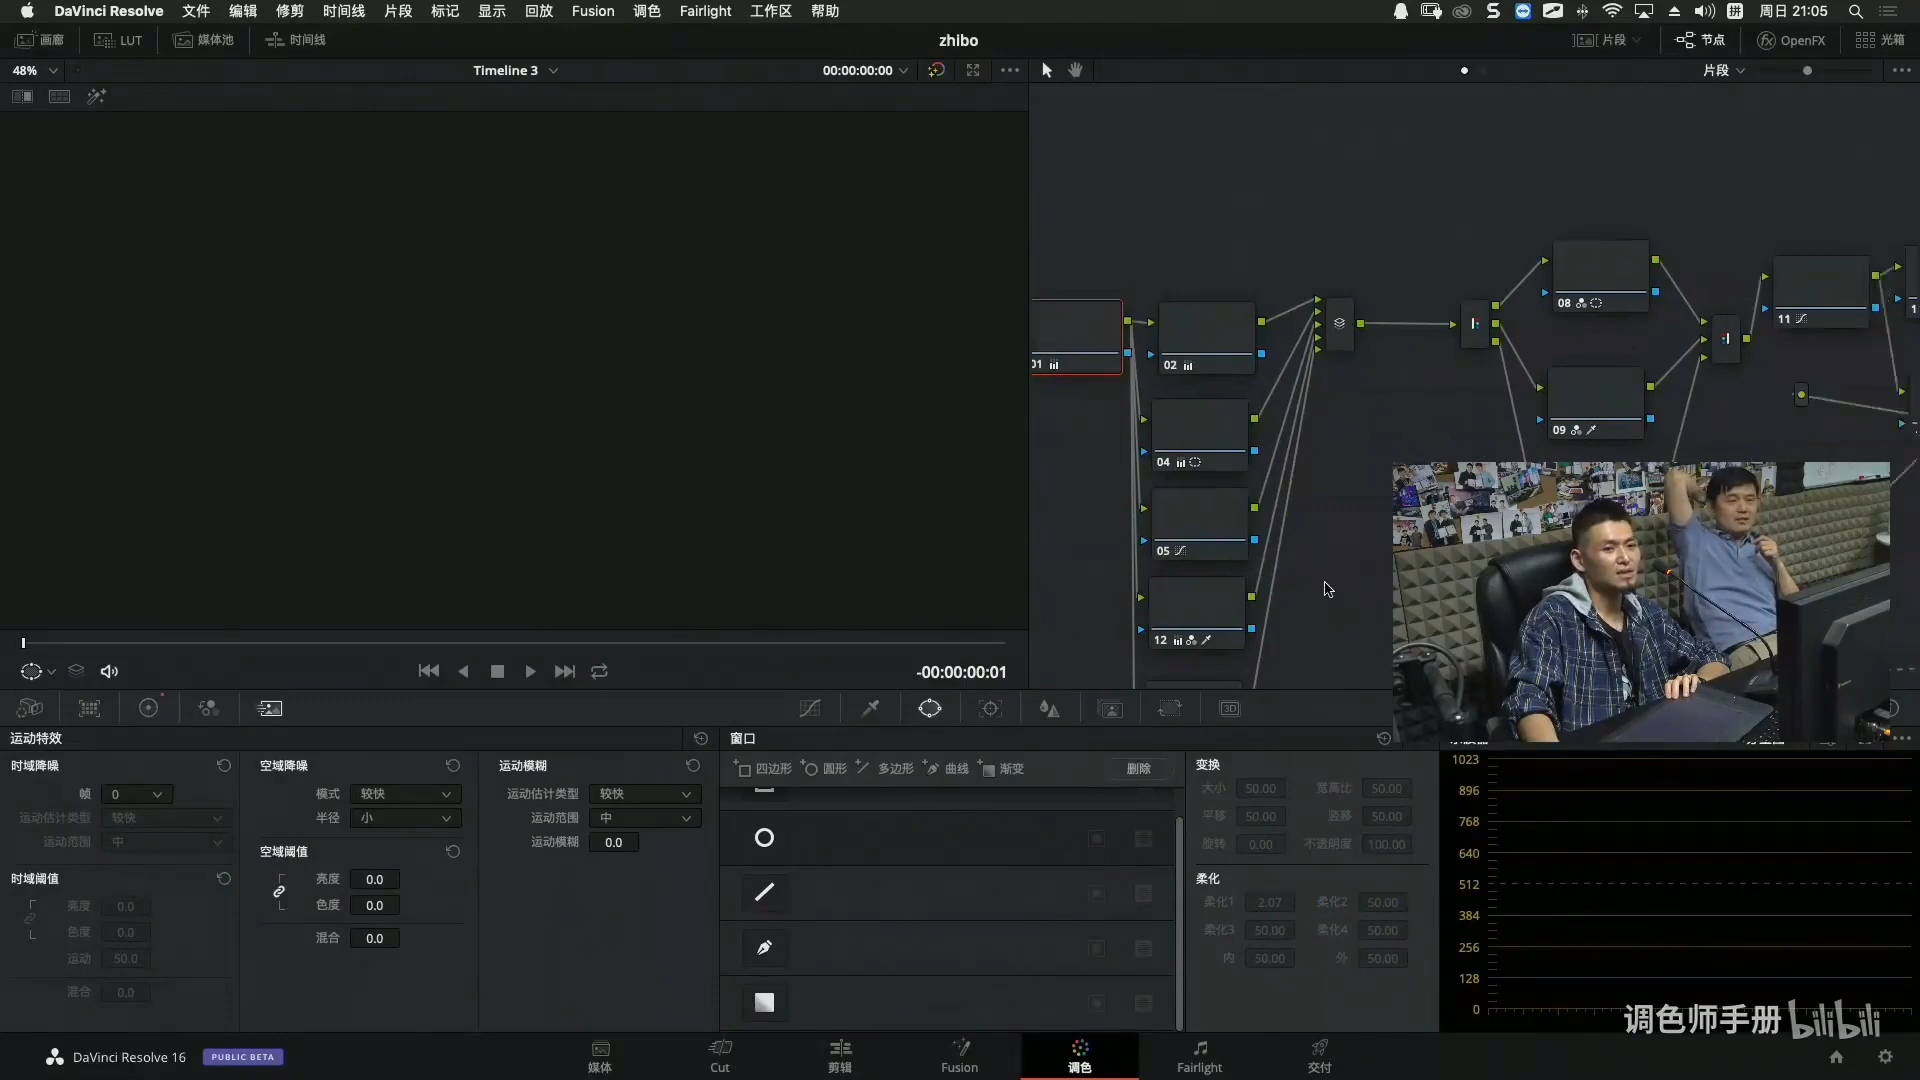 DaVinci Resolve 文件 编辑 修剪 时间线 片段 标记 显示 回放 Fusion 调色 Fairlight 工作区 帮助 拼 周日 21:05
画廊 LUT 媒体池 时间线 zhibo 片段 节点 OpenFX 光箱
48% Timeline 3 00:00:00:00 片段
08
11
01 02
09
04
05
12
-00:00:00:01
3D
运动特效 窗口
时域降噪 空域降噪 运动模糊 四边形 圆形 多边形 曲线 渐变 删除 变换
帧 0 模式 较快 运动估计类型 较快 大小 50.00 宽高比 50.00
运动估计类型 较快 半径 小 运动范围 中 平移 50.00 竖移 50.00
运动范围 中 运动模糊 0.0 旋转 0.00 不透明度 100.00
时域阈值 空域阈值 柔化
亮度 0.0 亮度 0.0 柔化1 2.07 柔化2 50.00
色度 0.0 色度 0.0 柔化3 50.00 柔化4 50.00
运动 50.0 混合 0.0 内 50.00 外 50.00
混合 0.0
1023
896
768
640
512
384
256
128
0
调色师手册 bilibili
DaVinci Resolve 16 PUBLIC BETA 媒体 Cut 剪辑 Fusion 调色 Fairlight 交付